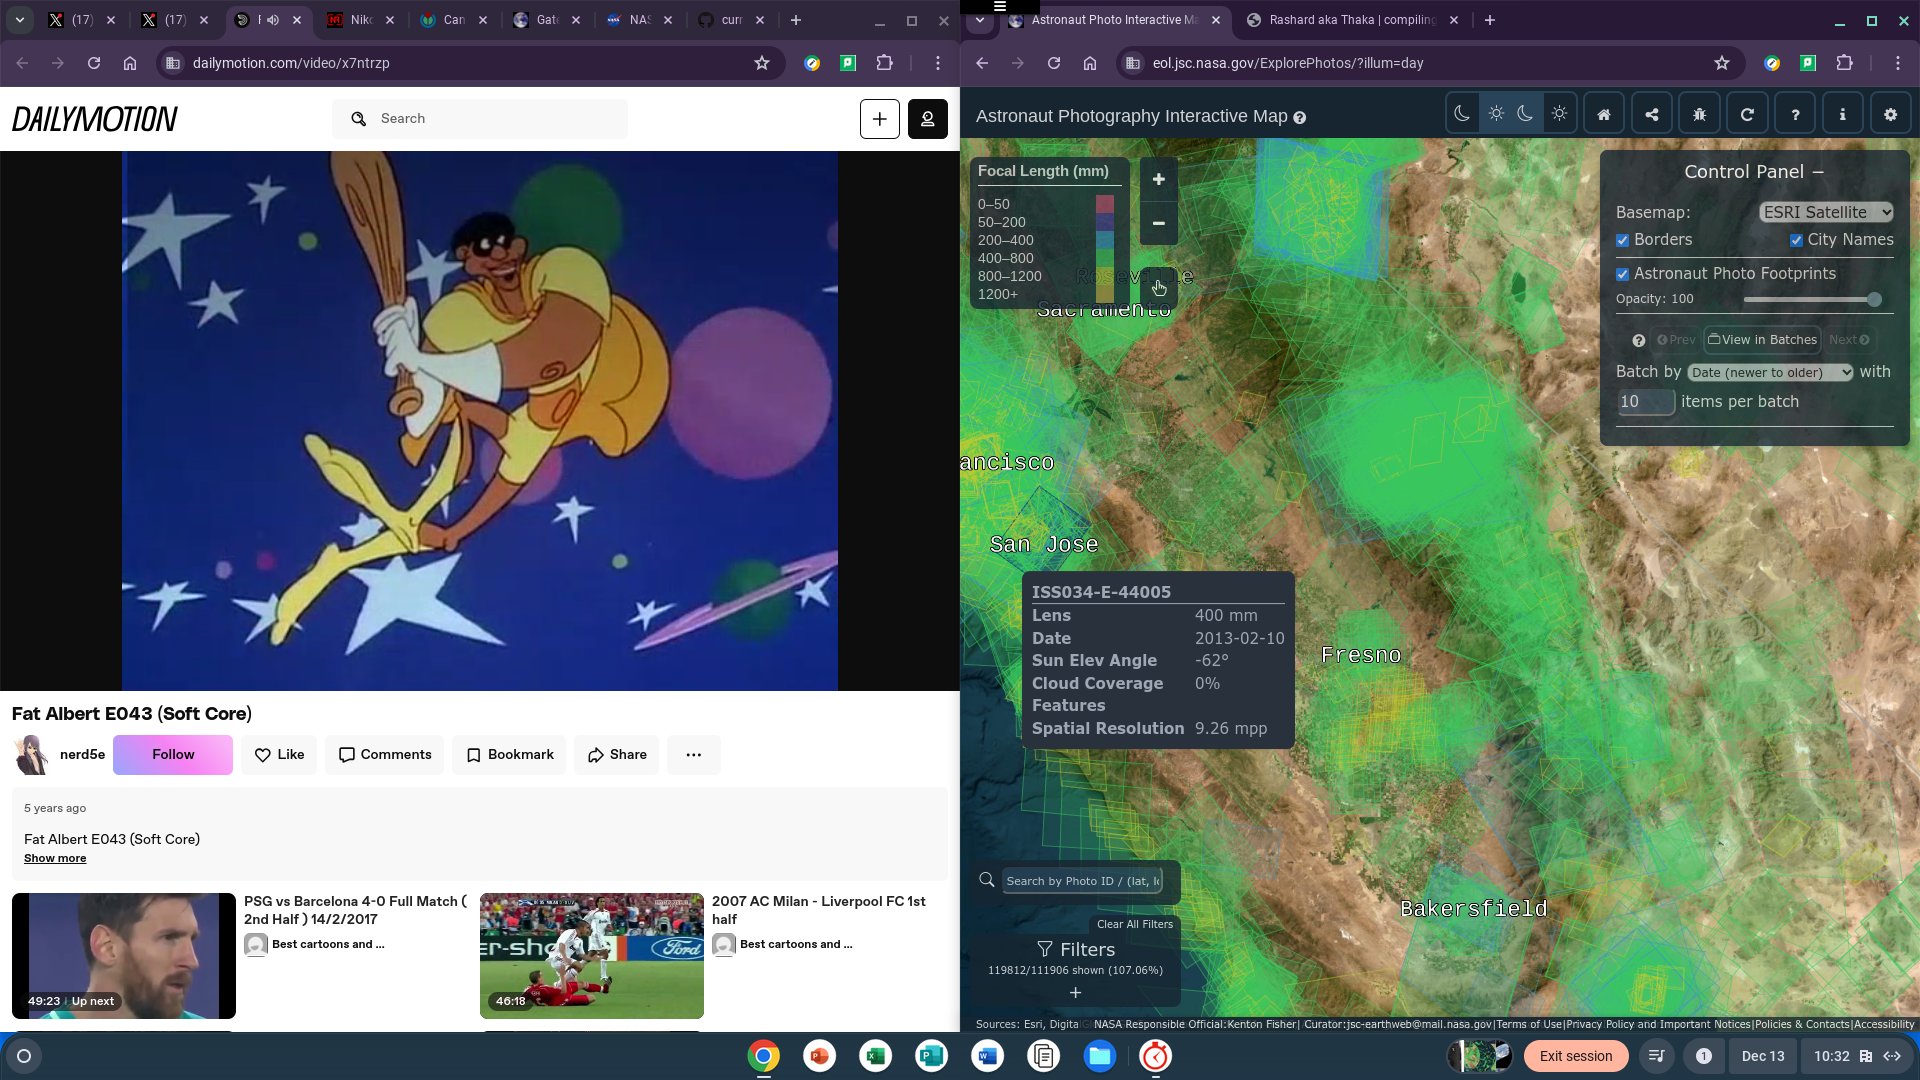 (17)
(17)
F
Nik
Can
Gat
NAS
curr
dailymotion.com/video/x7ntrzp
DAILYMOTION
Search
Fat Albert E043 (Soft Core)
nerd5e
Follow
Like
Comments
Bookmark
Share
5 years ago
Fat Albert E043 (Soft Core)
Show more
49:23
Up next
PSG vs Barcelona 4-0 Full Match (
2nd Half ) 14/2/2017
Best cartoons and ...
46:18
Ford
2007 AC Milan - Liverpool FC 1st
half
Best cartoons and ...
Astronaut Photo Interactive Ma
Rashard aka Thaka | compiling
eol.jsc.nasa.gov/ExplorePhotos/?illum=day
Astronaut Photography Interactive Map
Focal Length (mm)
0–50
50–200
200–400
400–800
800–1200
1200+
Roseville
Sacramento
ancisco
San Jose
Fresno
Bakersfield
ISS034-E-44005
Lens 400 mm
Date 2013-02-10
Sun Elev Angle -62°
Cloud Coverage 0%
Features
Spatial Resolution 9.26 mpp
Control Panel −
Basemap: ESRI Satellite
Borders City Names
Astronaut Photo Footprints
Opacity: 100
Prev View in Batches Next
Batch by Date (newer to older) with
10 items per batch
Search by Photo ID / (lat, l
Clear All Filters
Filters
119812/111906 shown (107.06%)
+
Sources: Esri, Digital
NASA Responsible Official:Kenton Fisher| Curator:jsc-earthweb@mail.nasa.gov|Terms of Use|Privacy Policy and Important Notices|Policies & Contacts|Accessibility
Exit session
1
Dec 13
10:32